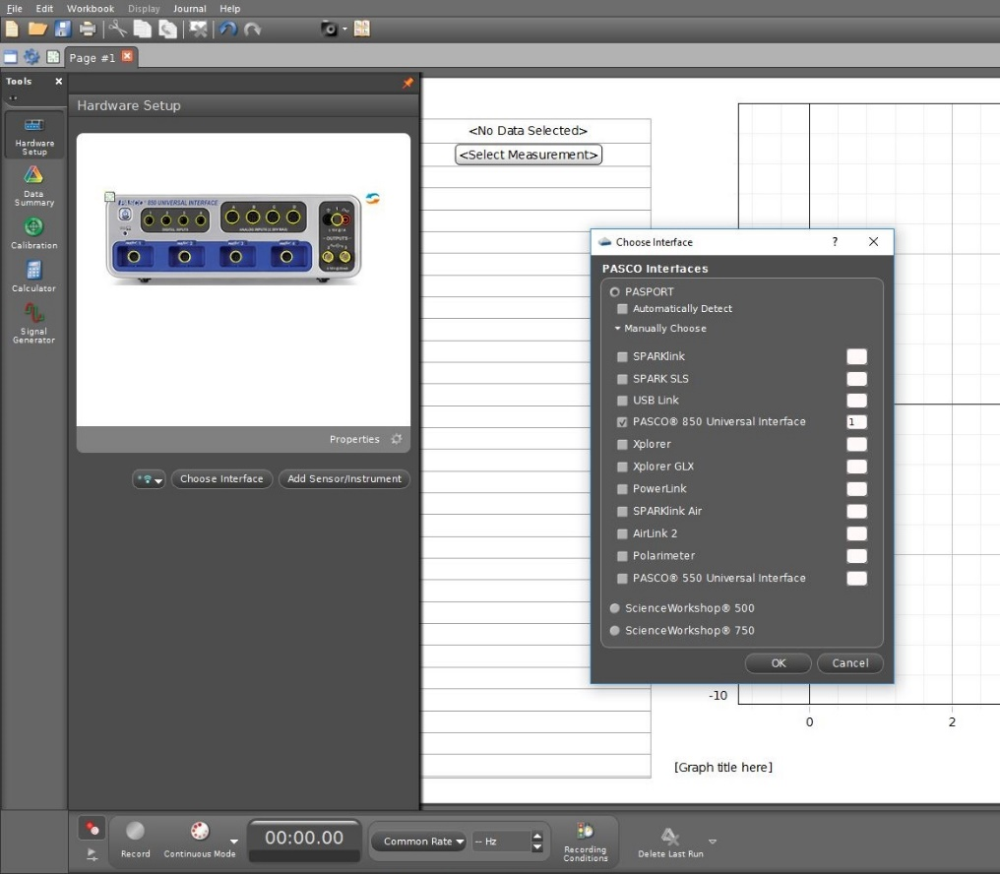 File Edit Workbook Display Journal Help
Page #1
Tools
Hardware Setup
Hardware
Setup
Data
Summary
Calibration
Calculator
Signal
Generator
850 UNIVERSAL INTERFACE
OUTPUTS
Properties
Choose Interface
Add Sensor/Instrument
<No Data Selected>
<Select Measurement>
Choose Interface ?
PASCO Interfaces
PASPORT
Automatically Detect
Manually Choose
SPARKlink
SPARK SLS
USB Link
PASCO® 850 Universal Interface 1
Xplorer
Xplorer GLX
PowerLink
SPARKlink Air
AirLink 2
Polarimeter
PASCO® 550 Universal Interface
ScienceWorkshop® 500
ScienceWorkshop® 750
OK Cancel
-10
0 2
[Graph title here]
Record
Continuous Mode
00:00.00
Common Rate
-- Hz
Recording
Conditions
Delete Last Run